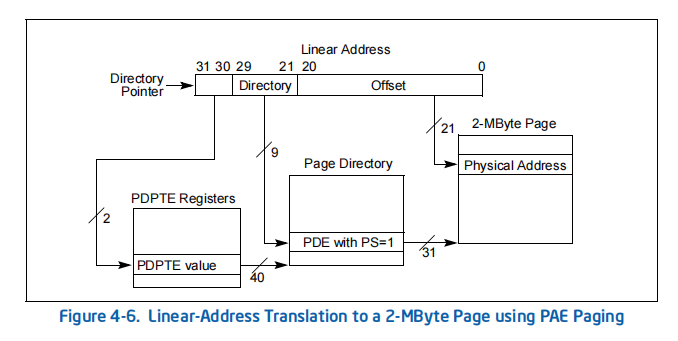 Linear Address
31 30 29 21 20 0
Directory
Pointer
Directory
Offset
21
2-MByte Page
9
Page Directory
Physical Address
PDPTE Registers
2
PDE with PS=1
31
PDPTE value
40
Figure 4-6. Linear-Address Translation to a 2-MByte Page using PAE Paging